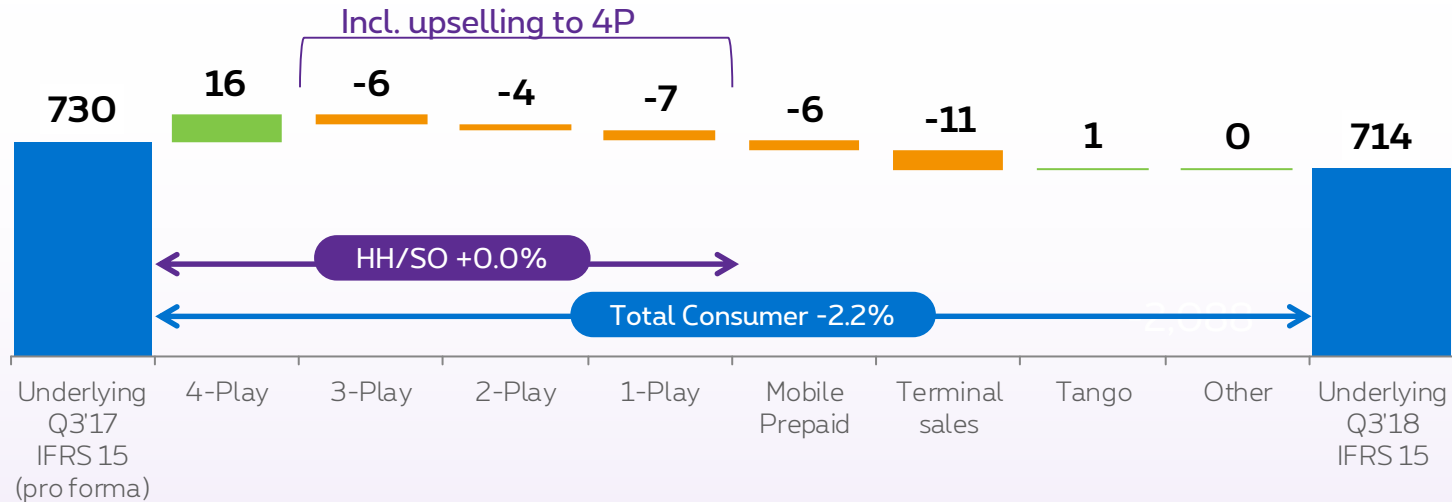 Incl. upselling to 4P
730
16
-6
-4
-7
-6
-11
1
0
714
HH/SO +0.0%
Total Consumer -2.2%
2,088
Underlying
Q3'17
IFRS 15
(pro forma)
4-Play
3-Play
2-Play
1-Play
Mobile
Prepaid
Terminal
sales
Tango
Other
Underlying
Q3'18
IFRS 15